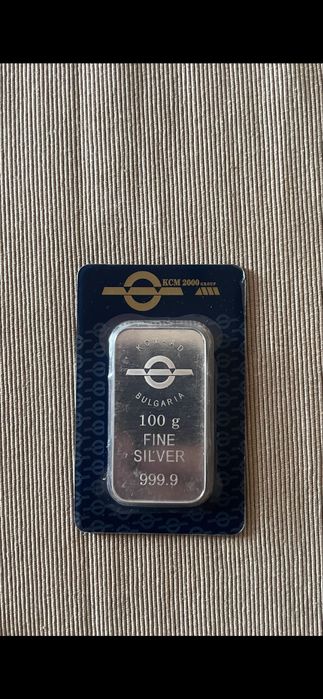 KCM 2000 GROUP
BULGARIA
100 g
FINE
SILVER
999.9